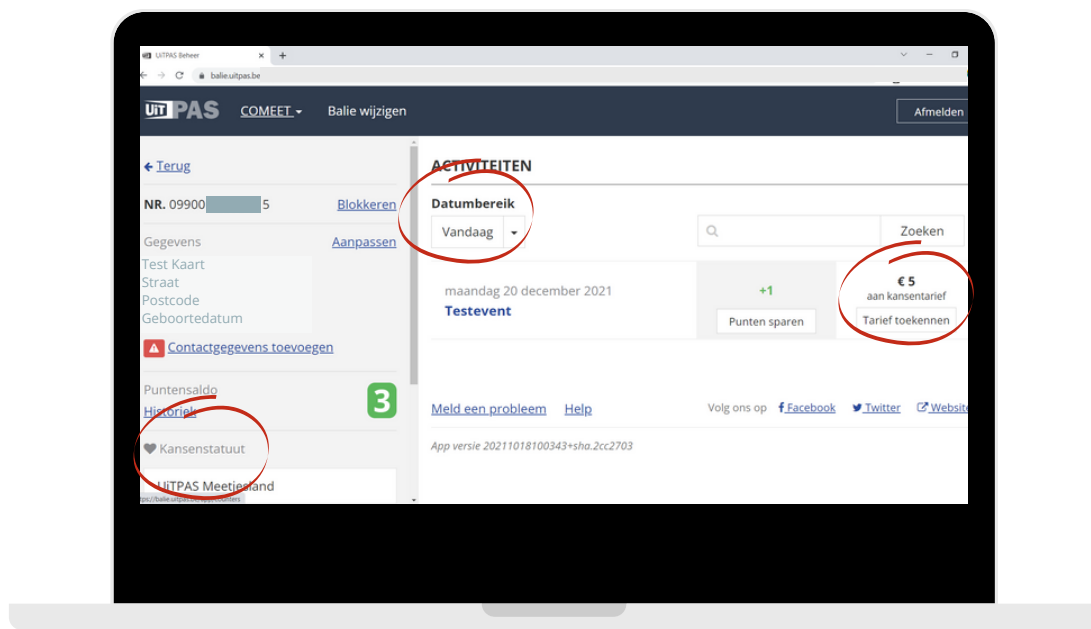 UiTPAS Beheer
balie.uitpas.be
UiTPAS COMEET Balie wijzigen Afmelden
Terug
NR. 09900 5 Blokkeren
Gegevens Aanpassen
Test Kaart
Straat
Postcode
Geboortedatum
Contactgegevens toevoegen
Puntensaldo
Historiek
3
Kansenstatuut
UiTPAS Meetjesland
ACTIVITEITEN
Datumbereik
Vandaag
Zoeken
maandag 20 december 2021
Testevent
+1
Punten sparen
€ 5
aan kansentarief
Tarief toekennen
Meld een probleem Help
Volg ons op Facebook Twitter Website
App versie 20211018100343+sha.2cc2703